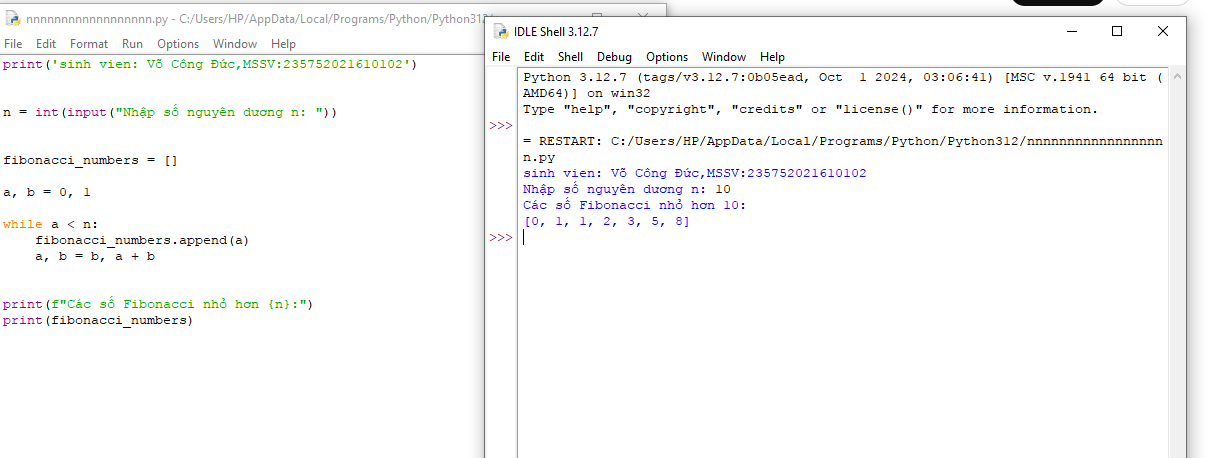 nnnnnnnnnnnnnnnnnn.py - C:/Users/HP/AppData/Local/Programs/Python/Python312
File Edit Format Run Options Window Help
print('sinh vien: Võ Công Đức,MSSV:235752021610102')
n = int(input("Nhập số nguyên dương n: "))
fibonacci_numbers = []
a, b = 0, 1
while a < n:
    fibonacci_numbers.append(a)
    a, b = b, a + b
print(f"Các số Fibonacci nhỏ hơn {n}:")
print(fibonacci_numbers)
IDLE Shell 3.12.7
File Edit Shell Debug Options Window Help
Python 3.12.7 (tags/v3.12.7:0b05ead, Oct  1 2024, 03:06:41) [MSC v.1941 64 bit (
AMD64)] on win32
Type "help", "copyright", "credits" or "license()" for more information.
>>>
= RESTART: C:/Users/HP/AppData/Local/Programs/Python/Python312/nnnnnnnnnnnnnnnnn
n.py
sinh vien: Võ Công Đức,MSSV:235752021610102
Nhập số nguyên dương n: 10
Các số Fibonacci nhỏ hơn 10:
[0, 1, 1, 2, 3, 5, 8]
>>>